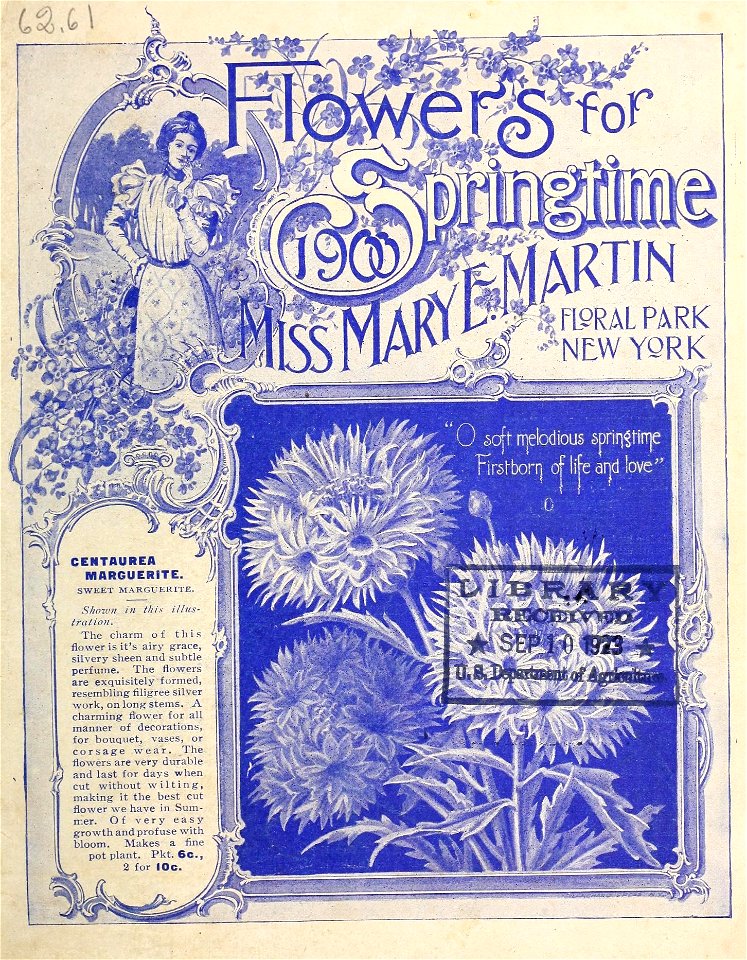 62.61
Flowers for
Springtime
1903
MISS MARY E. MARTIN
FLORAL PARK
NEW YORK
"O soft melodious springtime
Firstborn of life and love"
CENTAUREA
MARGUERITE.
SWEET MARGUERITE.
Shown in this illus-
tration.
The charm of this
flower is it's airy grace,
silvery sheen and subtle
perfume. The flowers
are exquisitely formed,
resembling filigree silver
work, on long stems. A
charming flower for all
manner of decorations,
for bouquet, vases, or
corsage wear. The
flowers are very durable
and last for days when
cut without wilting,
making it the best cut
flower we have in Sum-
mer. Of very easy
growth and profuse with
bloom. Makes a fine
pot plant. Pkt. 6c.,
2 for 10c.
LIBRARY
RECEIVED
★ SEP 10 1923 ★
U. S. Department of Agriculture